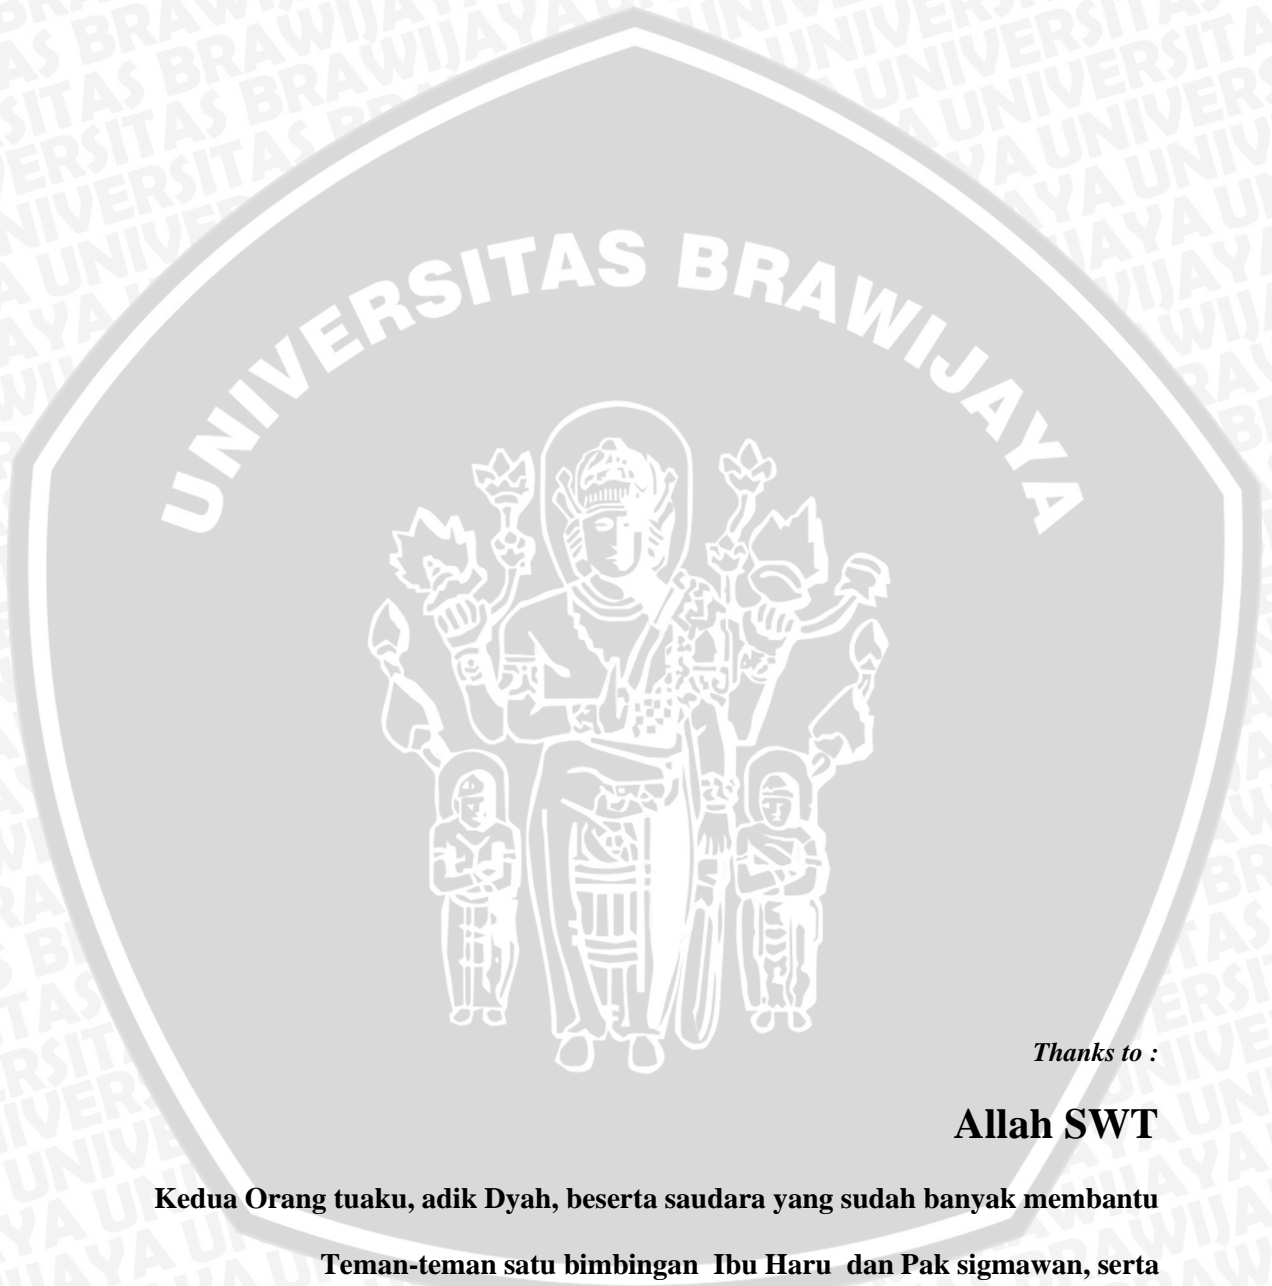 UNIVERSITAS BRAWIJAYA
Thanks to :
Allah SWT
Kedua Orang tuaku, adik Dyah, beserta saudara yang sudah banyak membantu
Teman-teman satu bimbingan Ibu Haru dan Pak sigmawan, serta